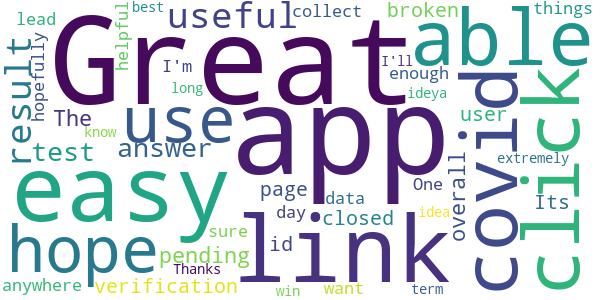 lead
helpful
best
useful
collect
broken
things
hopefully
Great
able
I'm
I'll
enough
long
ideya
result
The
use
app
covid
click
user
know
test
answer
overall
extremely
easy
page
data
One
Its
id
day
closed
link
idea
hope
sure
pending
Thanks
anywhere
verification
win
want
term